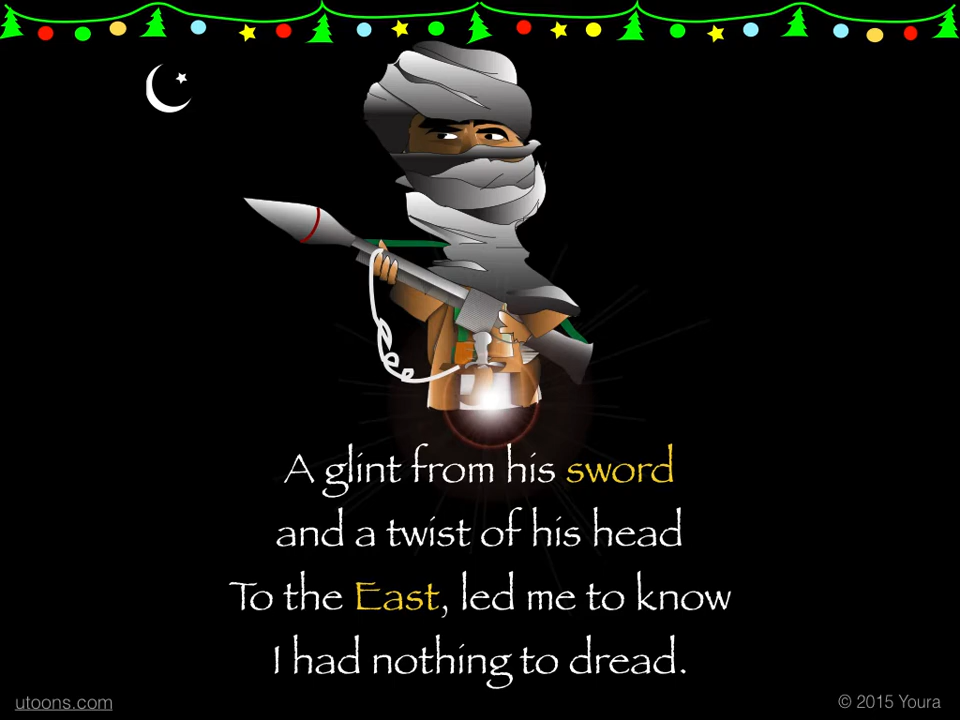 A glint from his sword
and a twist of his head
To the East, led me to know
I had nothing to dread.
utoons.com
© 2015 Youra